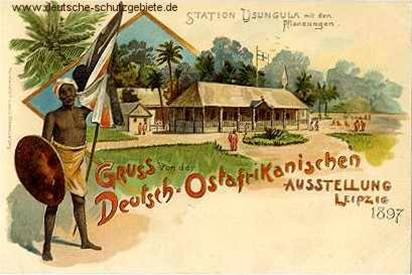 www.deutsche-schutzgebiete.de
STATION USUNGULA mit den
Pflanzungen
GRUSS von der
Deutsch-Ostafrikanischen
AUSSTELLUNG
LEIPZIG
1897